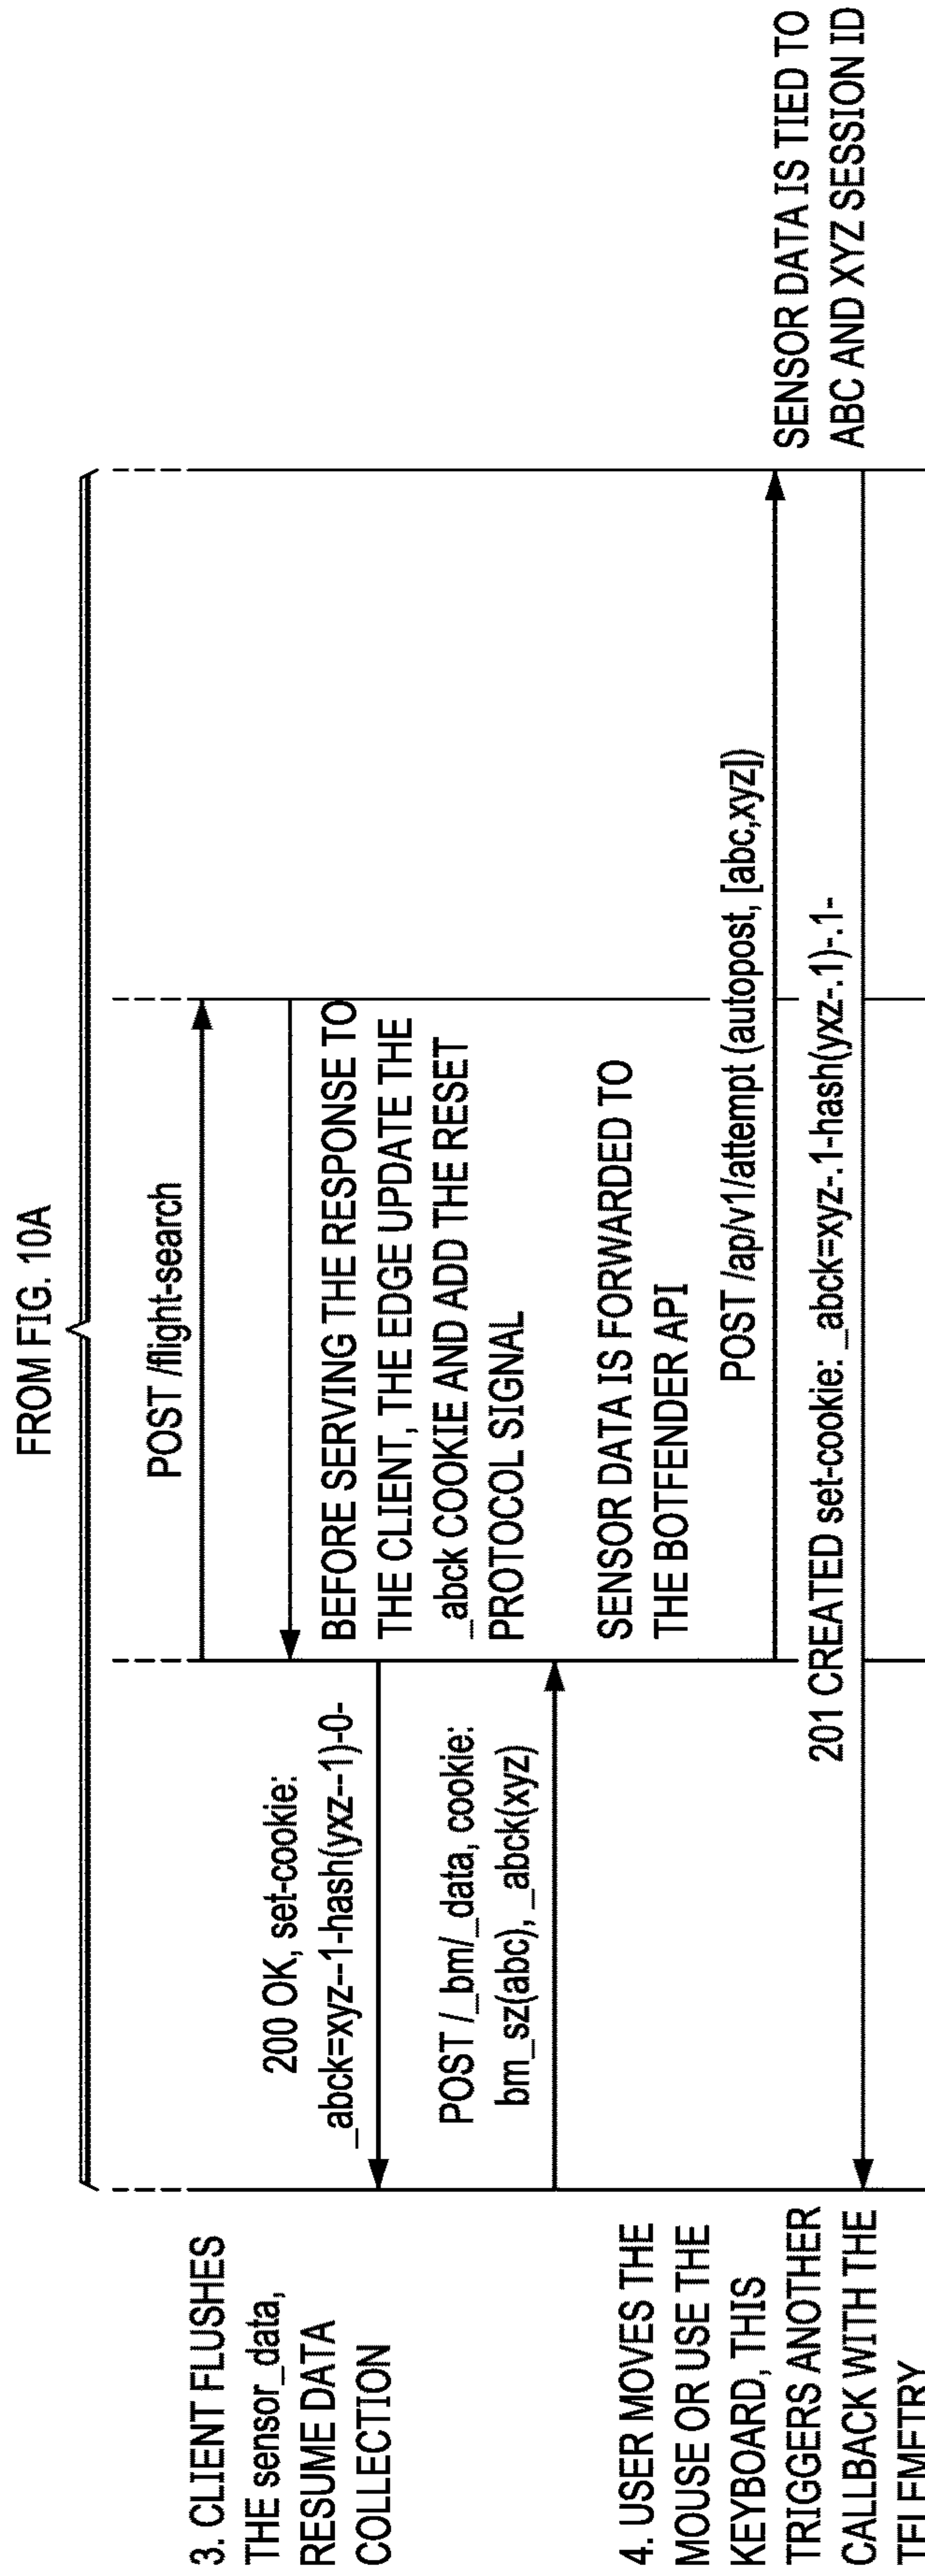 FROM FIG. 10A
POST /flight-search
3. CLIENT FLUSHES
THE sensor_data,
RESUME DATA
COLLECTION
200 OK, set-cookie:
_abck=xyz--1-hash(yxz--1)-0-
BEFORE SERVING THE RESPONSE TO
THE CLIENT, THE EDGE UPDATE THE
_abck COOKIE AND ADD THE RESET
PROTOCOL SIGNAL
POST /_bm/_data, cookie:
bm_sz(abc), _abck(xyz)
SENSOR DATA IS FORWARDED TO
THE BOTFENDER API
4. USER MOVES THE
MOUSE OR USE THE
KEYBOARD, THIS
TRIGGERS ANOTHER
CALLBACK WITH THE
TELEMETRY
POST /ap/v1/attempt (autopost, [abc,xyz])
SENSOR DATA IS TIED TO
ABC AND XYZ SESSION ID
201 CREATED set-cookie: _abck=xyz-.1-hash(yxz-.1)-.1-